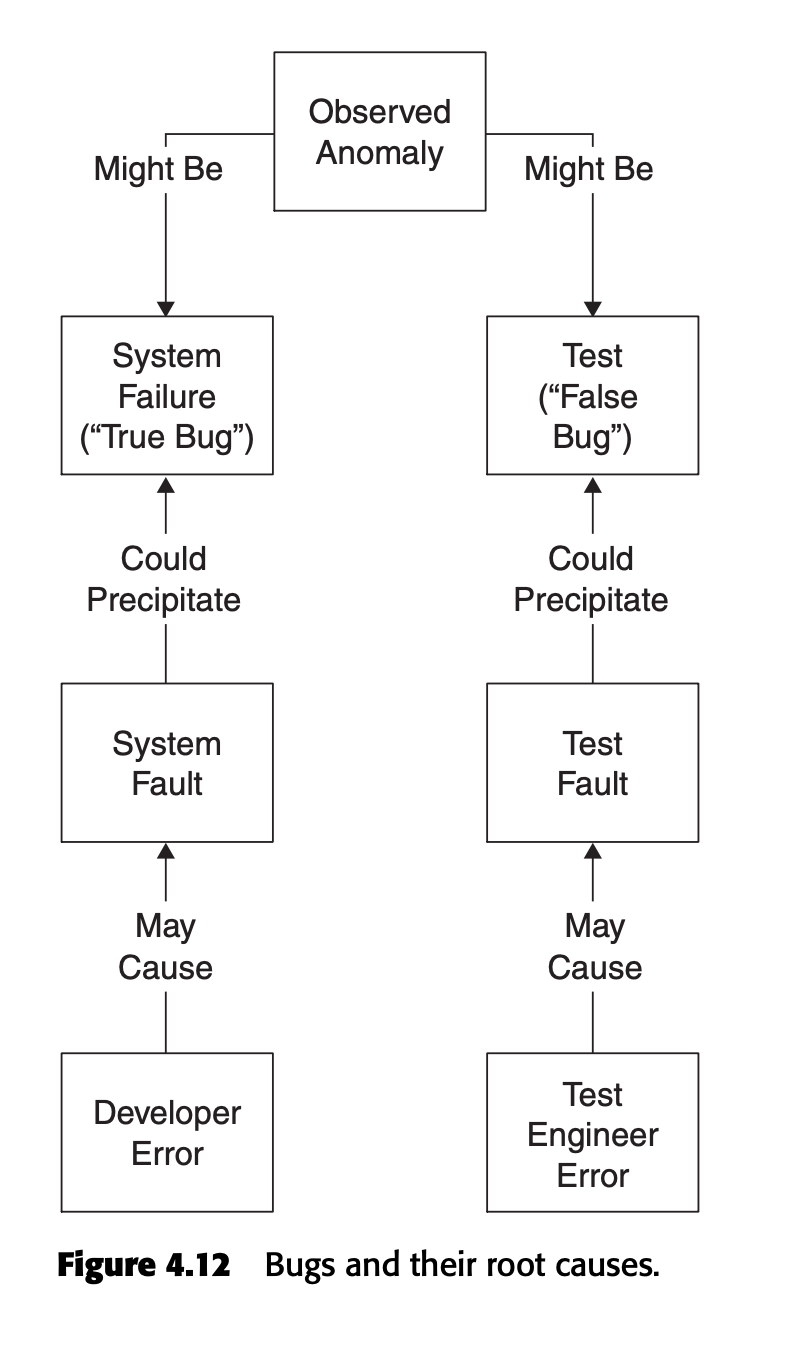 Observed
Anomaly
Might Be
Might Be
System
Failure
(“True Bug”)
Test
(“False
Bug”)
Could
Precipitate
Could
Precipitate
System
Fault
Test
Fault
May
Cause
May
Cause
Developer
Error
Test
Engineer
Error
Figure 4.12 Bugs and their root causes.